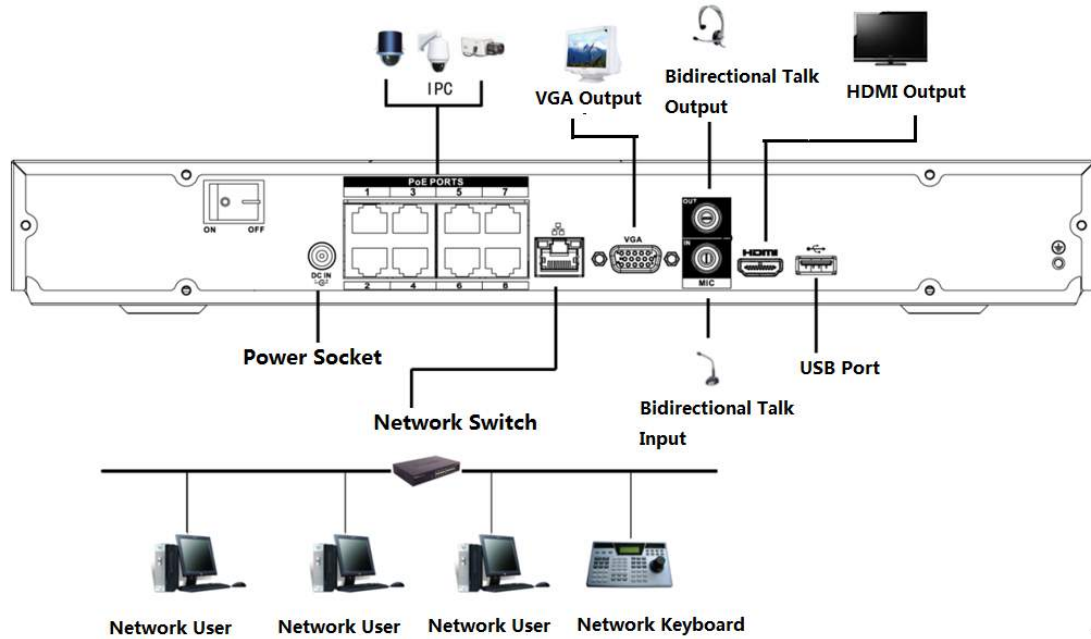 IPC
VGA Output
Bidirectional Talk
Output
HDMI Output
PoE PORTS
1 3 5 7
ON OFF
DC IN
2 4 6 8
VGA
OUT
IN
MIC
HDMI
Power Socket
Network Switch
USB Port
Bidirectional Talk
Input
Network User
Network User
Network User
Network Keyboard